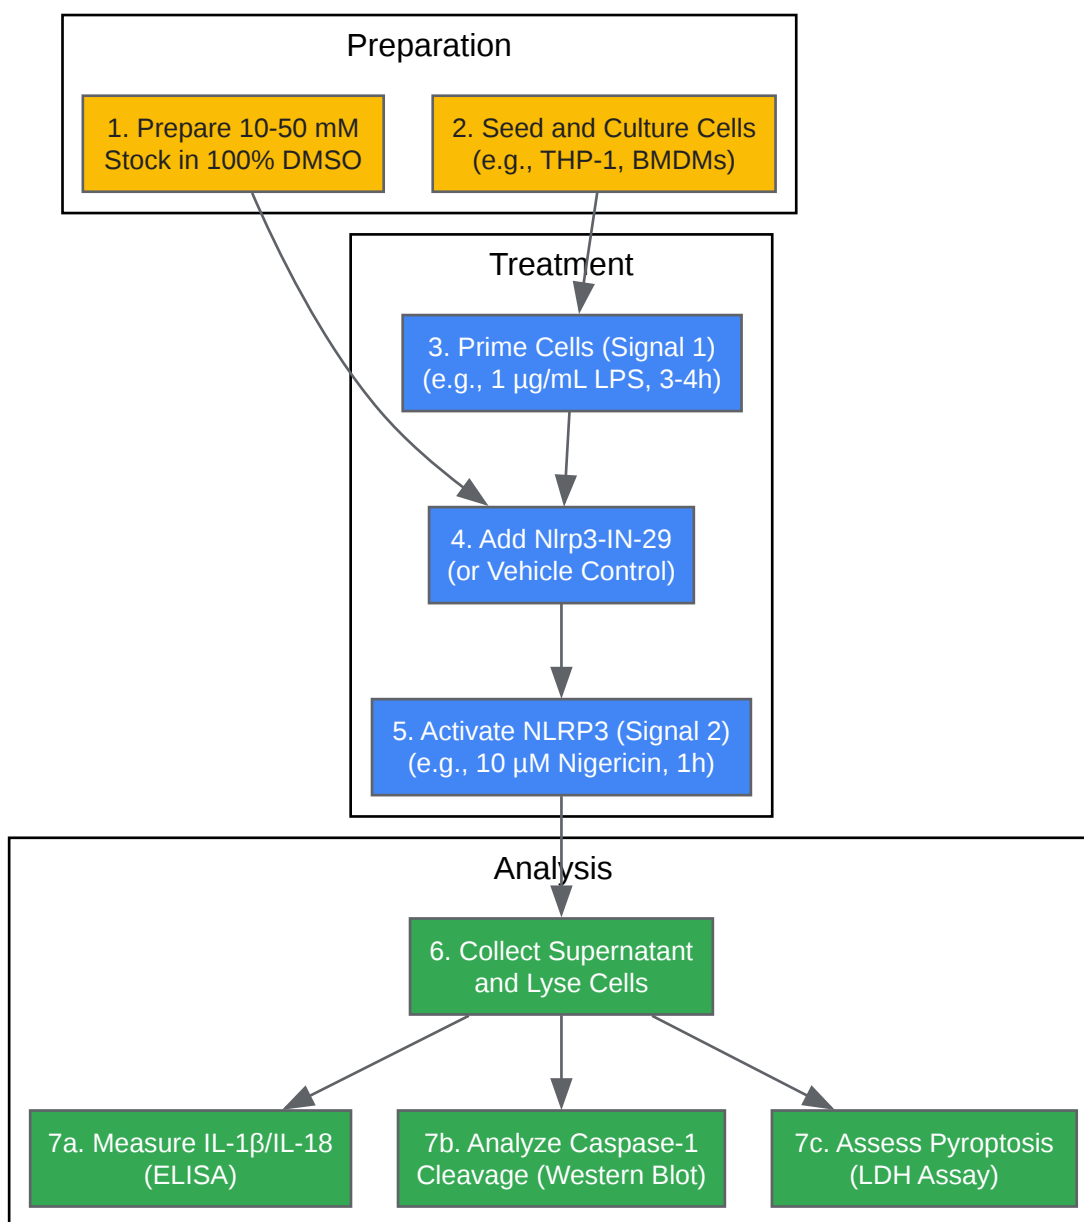 Preparation
1. Prepare 10-50 mM
Stock in 100% DMSO
2. Seed and Culture Cells
(e.g., THP-1, BMDMs)
Treatment
3. Prime Cells (Signal 1)
(e.g., 1 µg/mL LPS, 3-4h)
4. Add Nlrp3-IN-29
(or Vehicle Control)
5. Activate NLRP3 (Signal 2)
(e.g., 10 µM Nigericin, 1h)
Analysis
6. Collect Supernatant
and Lyse Cells
7a. Measure IL-1β/IL-18
(ELISA)
7b. Analyze Caspase-1
Cleavage (Western Blot)
7c. Assess Pyroptosis
(LDH Assay)